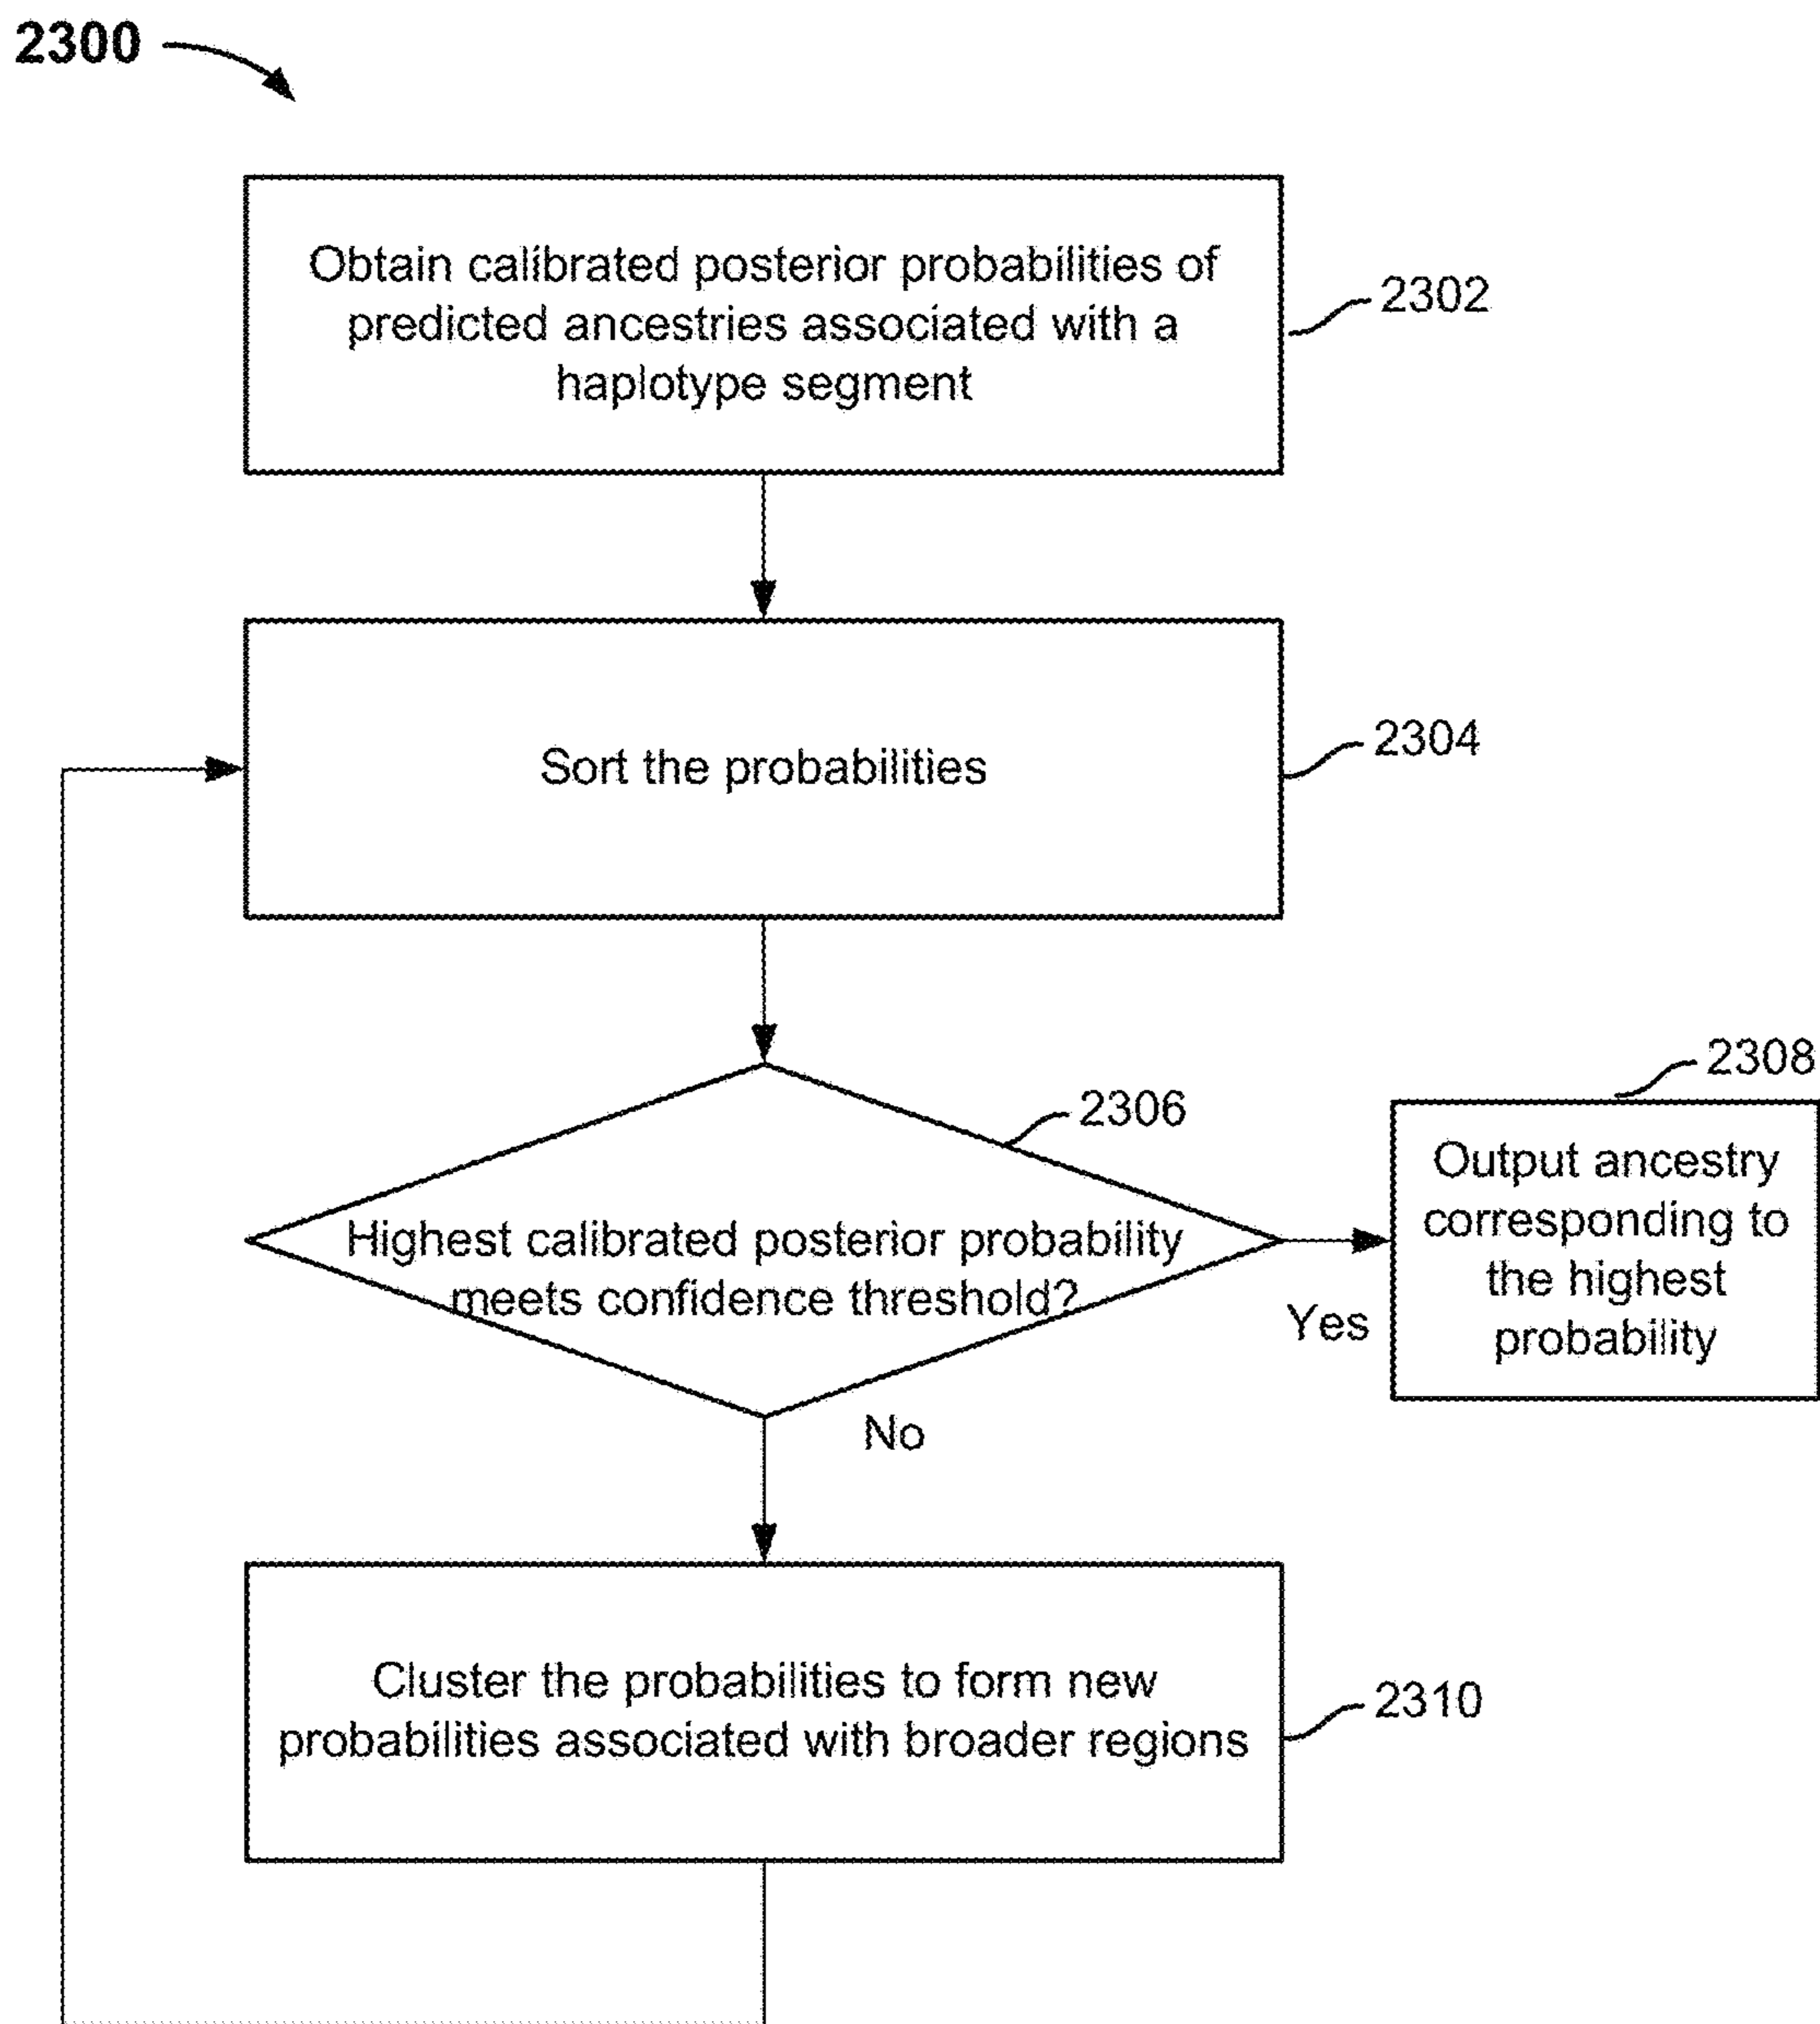 2300
Obtain calibrated posterior probabilities of
predicted ancestries associated with a
haplotype segment
2302
Sort the probabilities
2304
2306
Highest calibrated posterior probability
meets confidence threshold?
Yes
2308
Output ancestry
corresponding to
the highest
probability
No
Cluster the probabilities to form new
probabilities associated with broader regions
2310